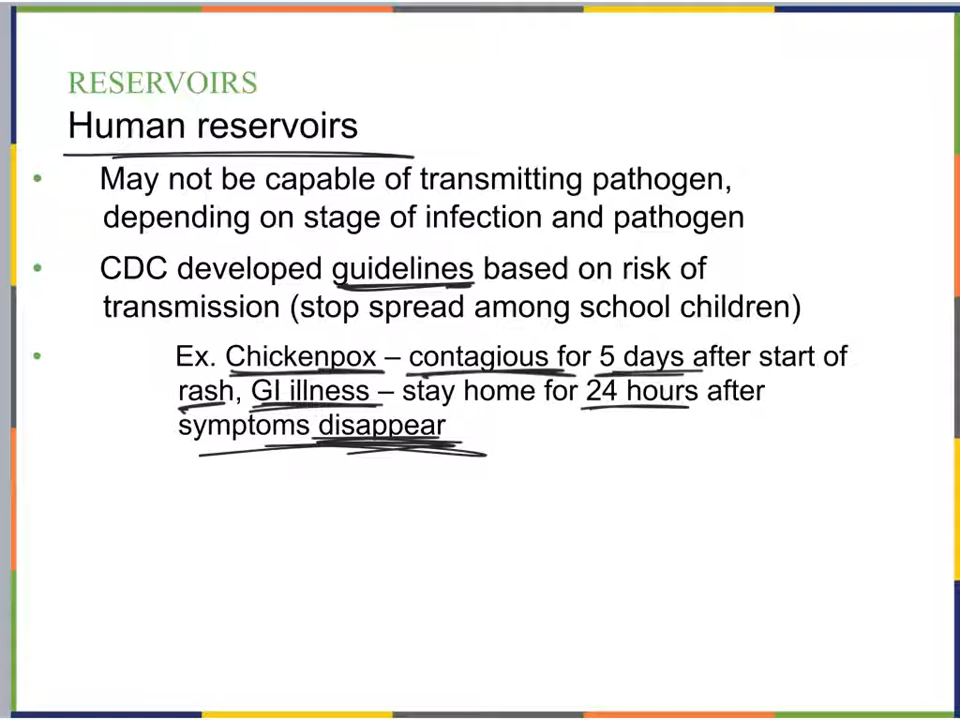 RESERVOIRS
Human reservoirs
• May not be capable of transmitting pathogen,
depending on stage of infection and pathogen
• CDC developed guidelines based on risk of
transmission (stop spread among school children)
• Ex. Chickenpox – contagious for 5 days after start of
rash, GI illness – stay home for 24 hours after
symptoms disappear